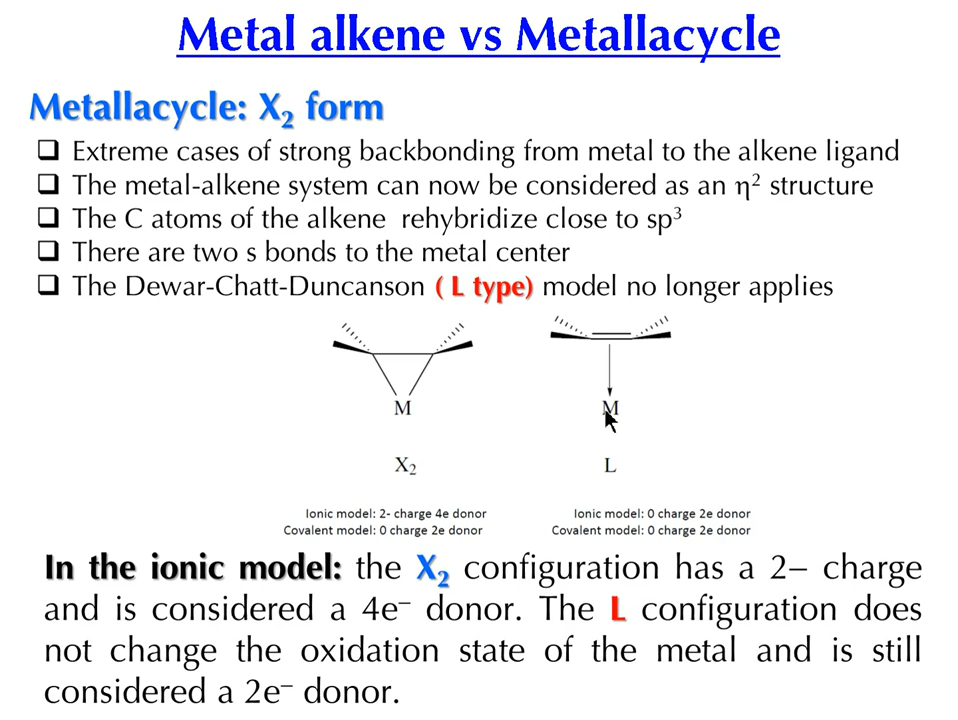 Metal alkene vs Metallacycle
Metallacycle: X₂ form
❑ Extreme cases of strong backbonding from metal to the alkene ligand
❑ The metal-alkene system can now be considered as an η² structure
❑ The C atoms of the alkene rehybridize close to sp³
❑ There are two s bonds to the metal center
❑ The Dewar-Chatt-Duncanson ( L type) model no longer applies
M M
X₂ L
Ionic model: 2- charge 4e donor Ionic model: 0 charge 2e donor
Covalent model: 0 charge 2e donor Covalent model: 0 charge 2e donor
In the ionic model: the X₂ configuration has a 2– charge
and is considered a 4e⁻ donor. The L configuration does
not change the oxidation state of the metal and is still
considered a 2e⁻ donor.